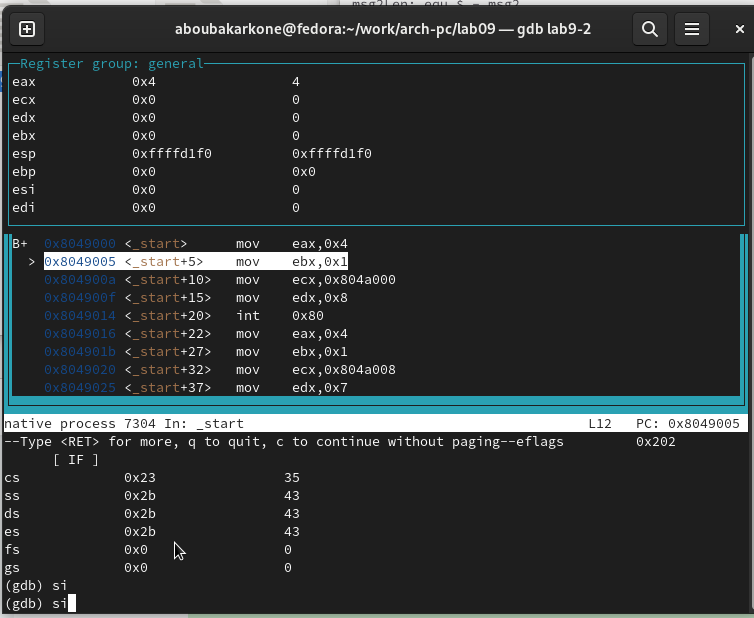 msg2Len: equ $ - msg2
aboubakarkone@fedora:~/work/arch-pc/lab09 — gdb lab9-2
Register group: general
eax 0x4 4
ecx 0x0 0
edx 0x0 0
ebx 0x0 0
esp 0xffffd1f0 0xffffd1f0
ebp 0x0 0x0
esi 0x0 0
edi 0x0 0
B+ 0x8049000 <_start> mov eax,0x4
> 0x8049005 <_start+5> mov ebx,0x1
0x804900a <_start+10> mov ecx,0x804a000
0x804900f <_start+15> mov edx,0x8
0x8049014 <_start+20> int 0x80
0x8049016 <_start+22> mov eax,0x4
0x804901b <_start+27> mov ebx,0x1
0x8049020 <_start+32> mov ecx,0x804a008
0x8049025 <_start+37> mov edx,0x7
native process 7304 In: _start L12 PC: 0x8049005
--Type <RET> for more, q to quit, c to continue without paging--eflags 0x202
[ IF ]
cs 0x23 35
ss 0x2b 43
ds 0x2b 43
es 0x2b 43
fs 0x0 0
gs 0x0 0
(gdb) si
(gdb) si